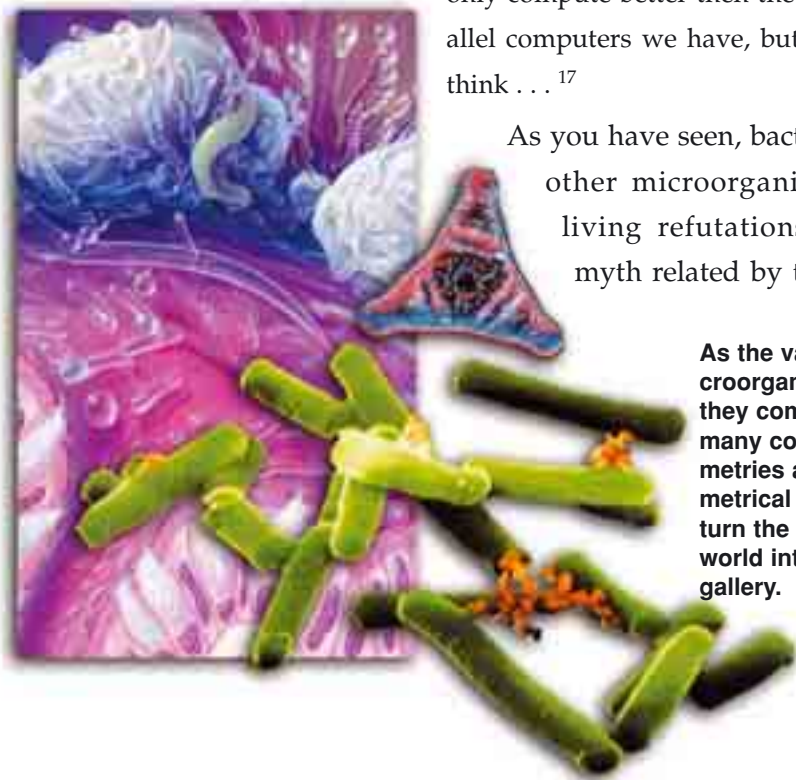 only compute better then the
allel computers we have, but
think . . . 17
As you have seen, bact
other microorgani
living refutations
myth related by t
As the va
croorgan
they com
many co
metries a
metrical
turn the
world int
gallery.